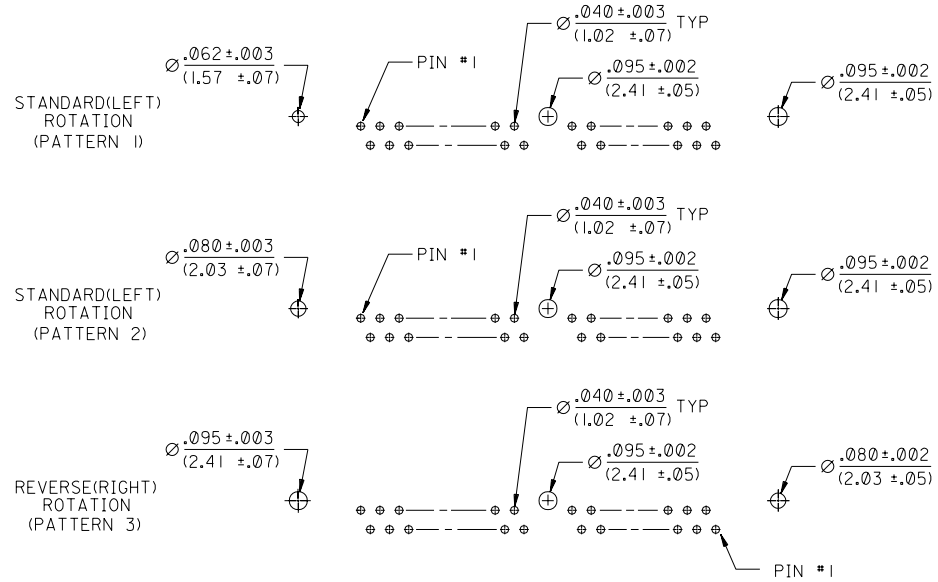 .040±.003
(1.02 ±.07)
TYP
∅
.062±.003
(1.57 ±.07)
∅
PIN #1
.095±.002
(2.41 ±.05)
∅
.095±.002
(2.41 ±.05)
∅
STANDARD(LEFT)
ROTATION
(PATTERN 1)
.040±.003
(1.02 ±.07)
TYP
∅
.080±.003
(2.03 ±.07)
∅
PIN #1
.095±.002
(2.41 ±.05)
∅
.095±.002
(2.41 ±.05)
∅
STANDARD(LEFT)
ROTATION
(PATTERN 2)
.040±.003
(1.02 ±.07)
TYP
∅
.095±.003
(2.41 ±.07)
∅
.095±.002
(2.41 ±.05)
∅
.080±.002
(2.03 ±.05)
∅
REVERSE(RIGHT)
ROTATION
(PATTERN 3)
PIN #1